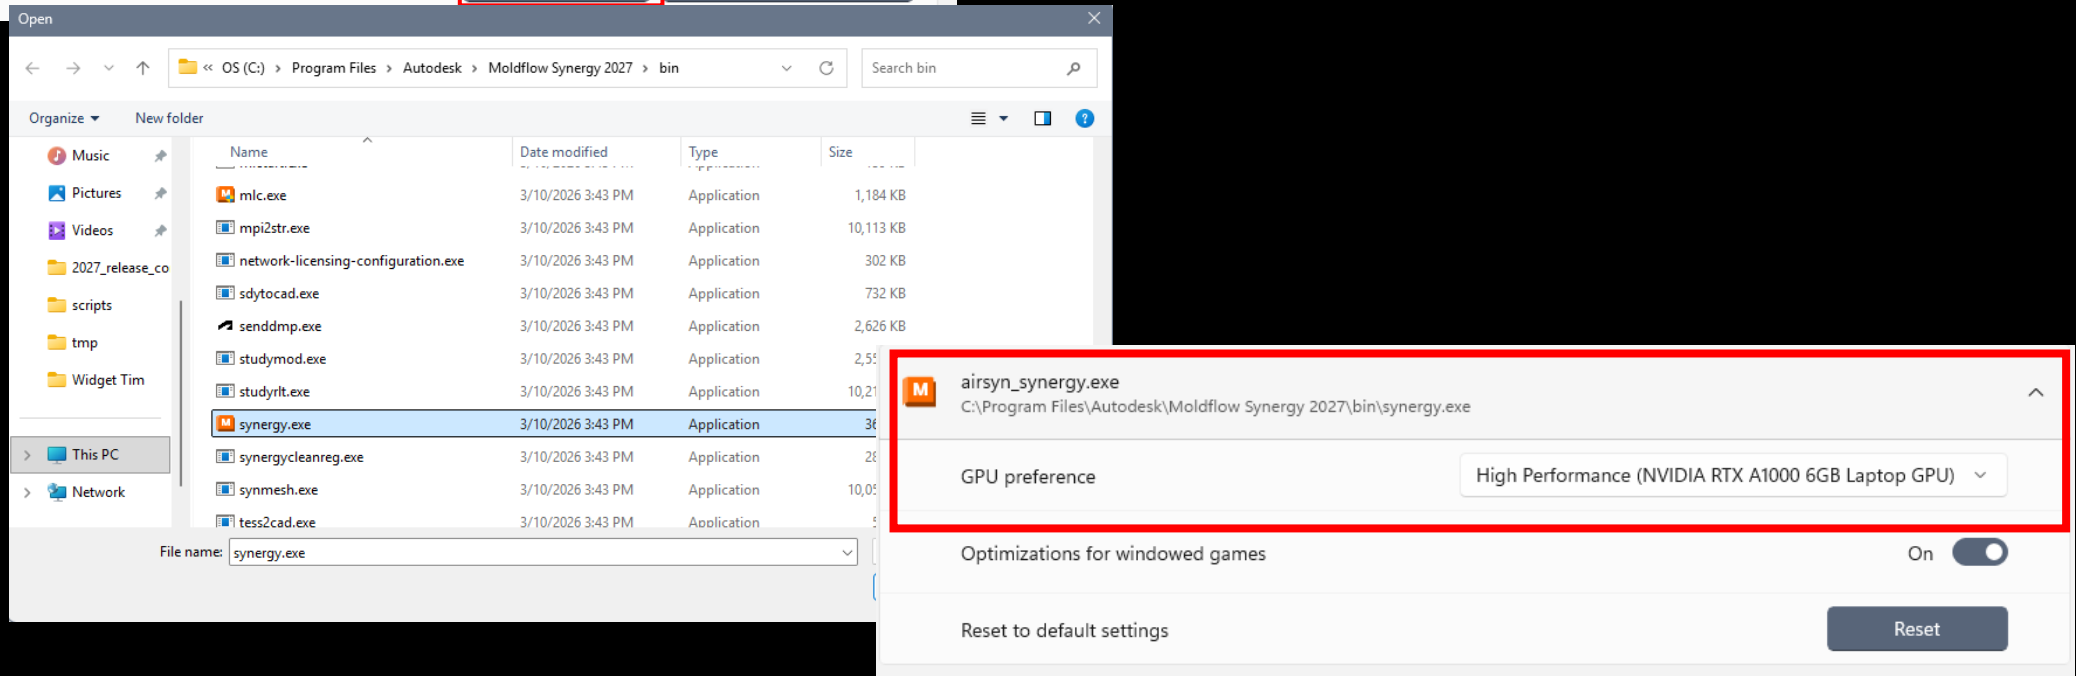 Open
« OS (C:) › Program Files › Autodesk › Moldflow Synergy 2027 › bin
Search bin
Organize
New folder
Music
Pictures
Videos
2027_release_co
scripts
tmp
Widget Tim
This PC
Network
Name Date modified Type Size
mlc.exe 3/10/2026 3:43 PM Application 1,184 KB
mpi2str.exe 3/10/2026 3:43 PM Application 10,113 KB
network-licensing-configuration.exe 3/10/2026 3:43 PM Application 302 KB
sdytocad.exe 3/10/2026 3:43 PM Application 732 KB
senddmp.exe 3/10/2026 3:43 PM Application 2,626 KB
studymod.exe 3/10/2026 3:43 PM Application 2,55
studyrlt.exe 3/10/2026 3:43 PM Application 10,21
synergy.exe 3/10/2026 3:43 PM Application 36
synergycleanreg.exe 3/10/2026 3:43 PM Application 28
synmesh.exe 3/10/2026 3:43 PM Application 10,05
tess2cad.exe 3/10/2026 3:43 PM Application
File name: synergy.exe
airsyn_synergy.exe
C:\Program Files\Autodesk\Moldflow Synergy 2027\bin\synergy.exe
GPU preference
High Performance (NVIDIA RTX A1000 6GB Laptop GPU)
Optimizations for windowed games
On
Reset to default settings
Reset